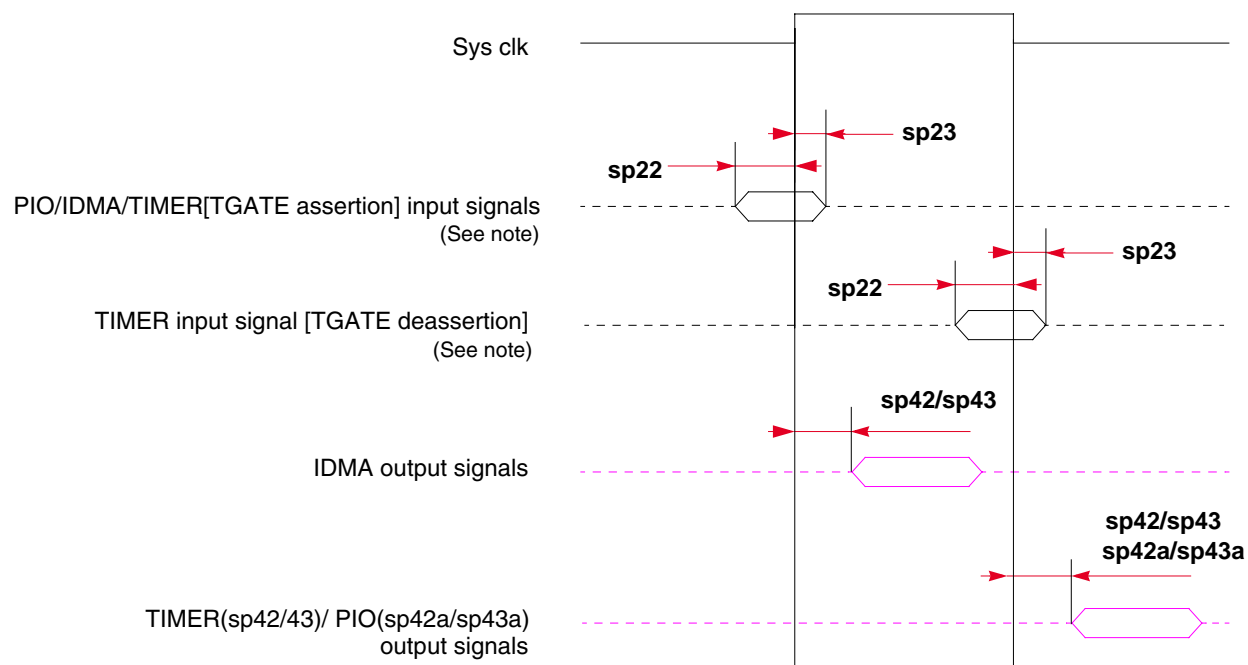 Sys clk
sp23
sp22
PIO/IDMA/TIMER[TGATE assertion] input signals
(See note)
sp23
sp22
TIMER input signal [TGATE deassertion]
(See note)
sp42/sp43
IDMA output signals
sp42/sp43
sp42a/sp43a
TIMER(sp42/43)/ PIO(sp42a/sp43a)
output signals